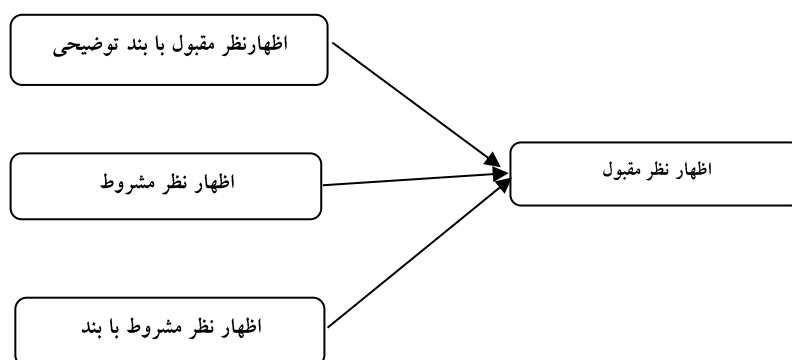 اظهارنظر مقبول با بند توضیحی
اظهار نظر مقبول
اظهار نظر مشروط
اظهار نظر مشروط با بند